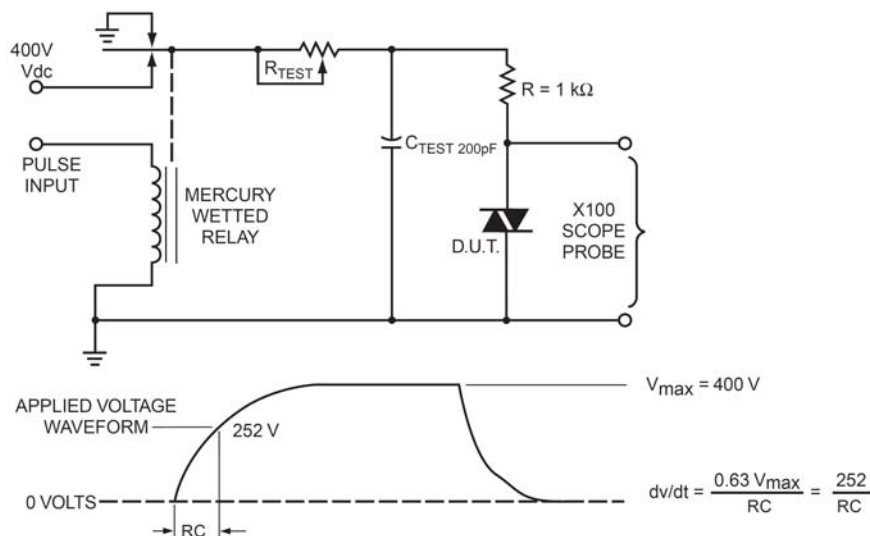 400V
Vdc
RTEST
R = 1 kΩ
CTEST 200pF
PULSE
INPUT
MERCURY
WETTED
RELAY
D.U.T.
X100
SCOPE
PROBE
Vmax = 400 V
APPLIED VOLTAGE
WAVEFORM
252 V
0 VOLTS
RC
dv/dt = 0.63 Vmax / RC = 252 / RC